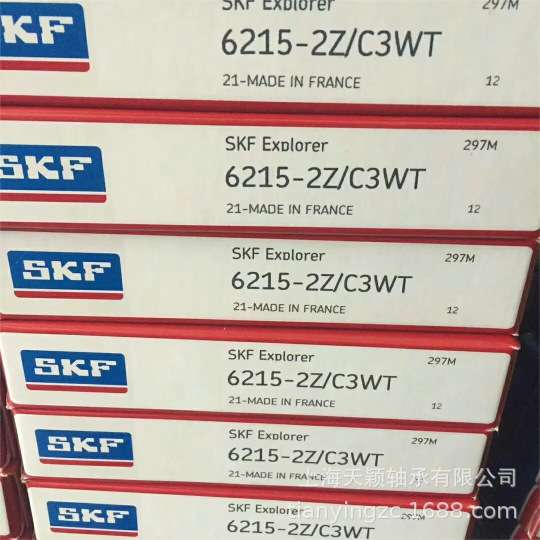 SKF
SKF Explorer 297M
6215-2Z/C3WT
21-MADE IN FRANCE 12
SKF
SKF Explorer 297M
6215-2Z/C3WT
21-MADE IN FRANCE 12
SKF
SKF Explorer 297M
6215-2Z/C3WT
21-MADE IN FRANCE 12
SKF
SKF Explorer 297M
6215-2Z/C3WT
21-MADE IN FRANCE 12
SKF
SKF Explorer 297M
6215-2Z/C3WT
21-MADE IN FRANCE
上海天颖轴承有限公司
SKF
SKF Explorer 297M
6215-2Z/C3WT
tianyingzc.1688.com